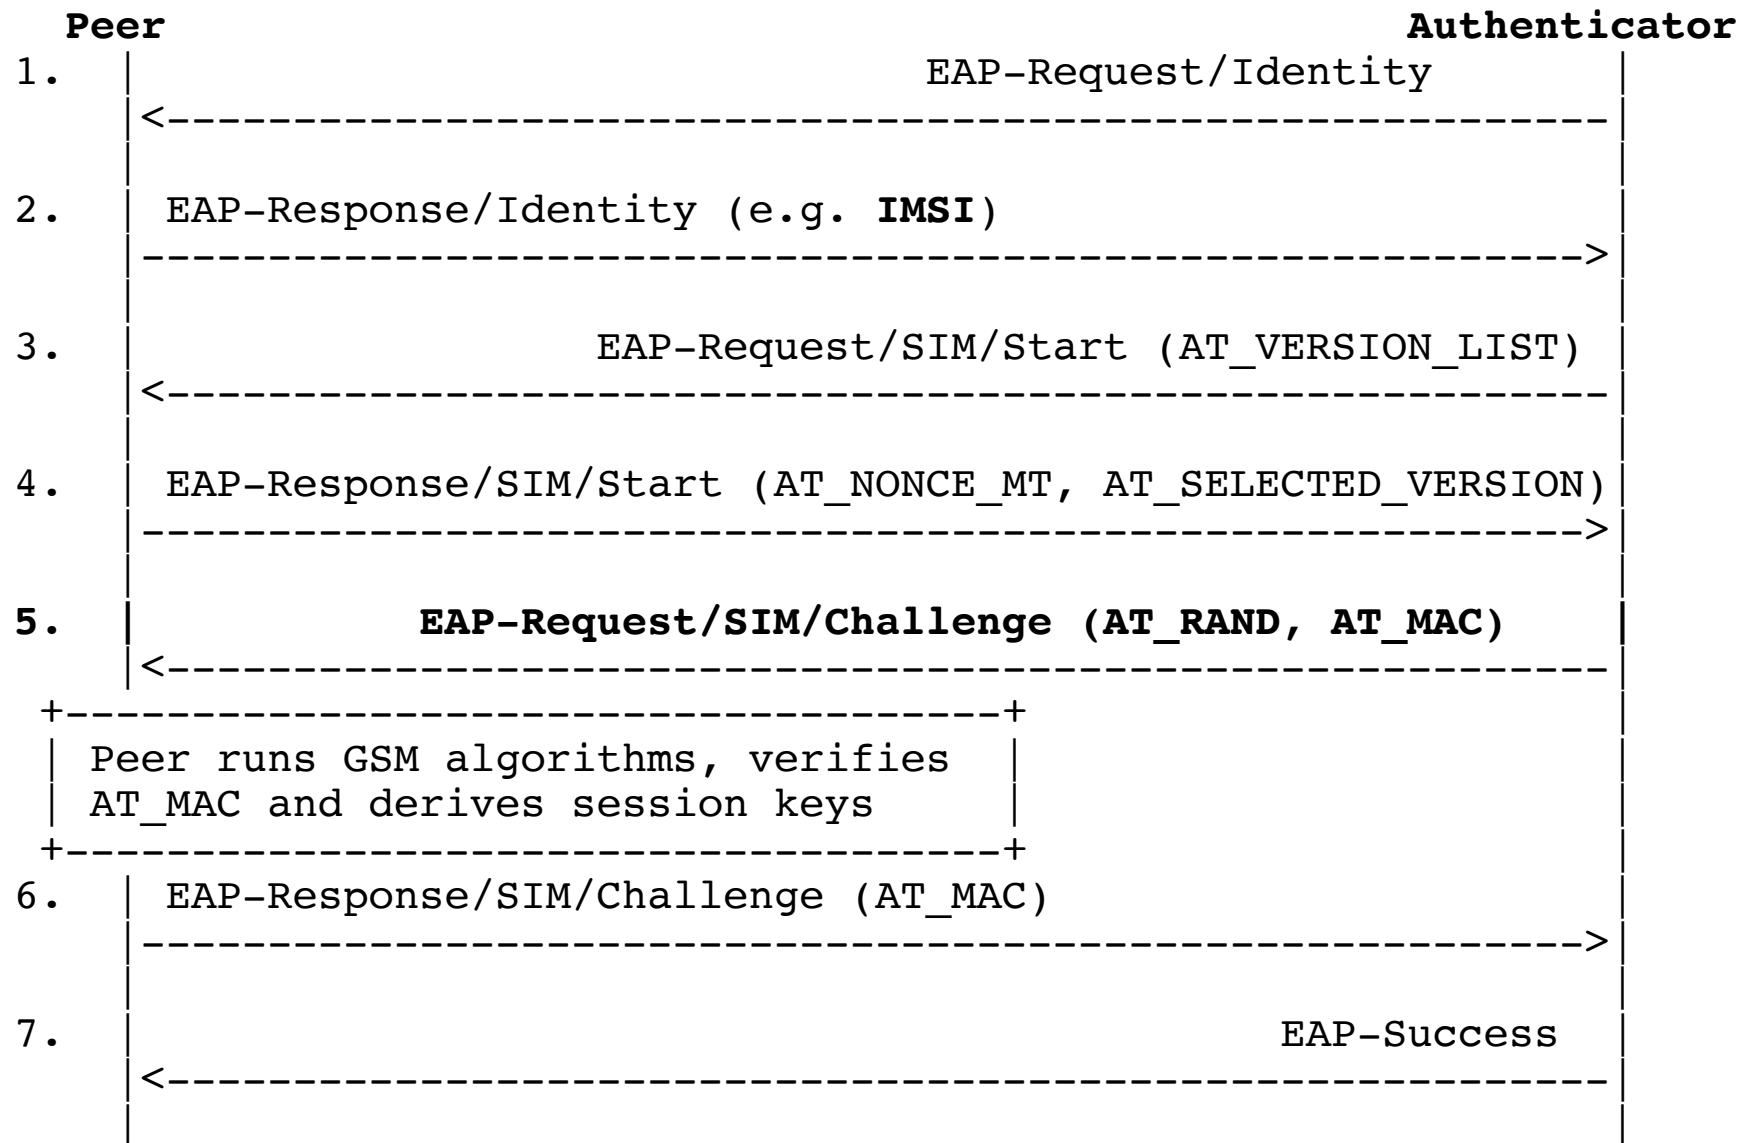 Peer Authenticator
1. EAP-Request/Identity
2. EAP-Response/Identity (e.g. IMSI)
3. EAP-Request/SIM/Start (AT_VERSION_LIST)
4. EAP-Response/SIM/Start (AT_NONCE_MT, AT_SELECTED_VERSION)
5. EAP-Request/SIM/Challenge (AT_RAND, AT_MAC)
Peer runs GSM algorithms, verifies
AT_MAC and derives session keys
6. EAP-Response/SIM/Challenge (AT_MAC)
7. EAP-Success